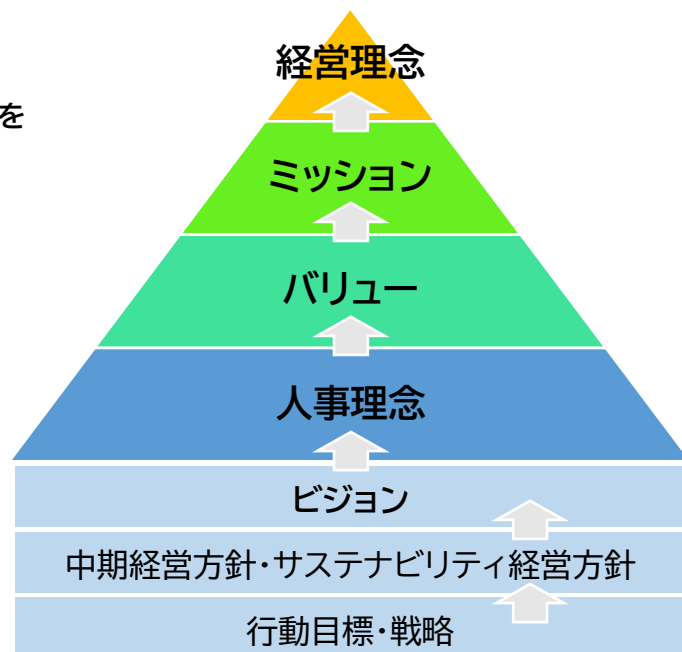 経営理念
を
ミッション
バリュー
人事理念
ビジョン
中期経営方針・サステナビリティ経営方針
行動目標・戦略